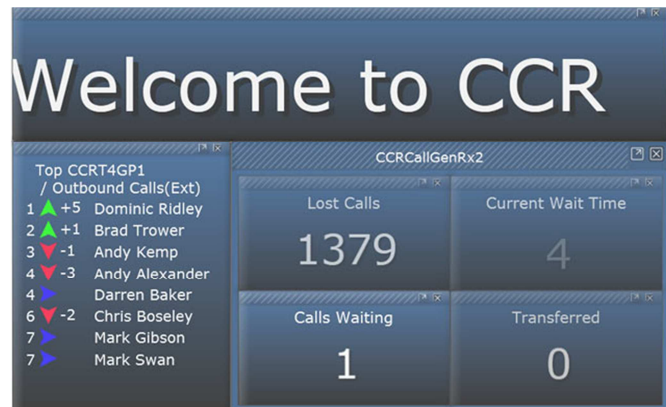 Welcome to CCR
Top CCRT4GP1
/ Outbound Calls(Ext)
1 +5 Dominic Ridley
2 +1 Brad Trower
3 -1 Andy Kemp
4 -3 Andy Alexander
4 Darren Baker
6 -2 Chris Boseley
7 Mark Gibson
7 Mark Swan
CCRCallGenRx2
Lost Calls
1379
Current Wait Time
4
Calls Waiting
1
Transferred
0